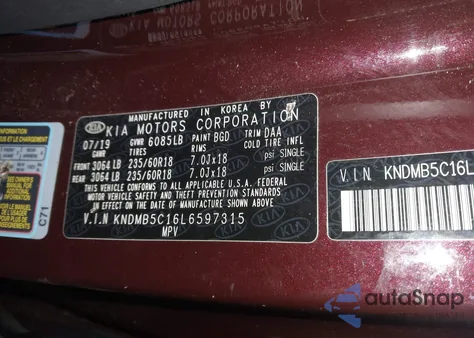 MANUFACTURED IN KOREA BY
KIA KIA MOTORS CORPORATION
07/19 GVWR 6085LB PAINT BGD TRIM DAA
GAWR TIRES RIMS COLD TIRE INFL
FRONT 3064 LB 235/60R18 7.0Jx18 psi SINGLE
REAR 3064 LB 235/60R18 7.0Jx18 psi SINGLE
THIS VEHICLE CONFORMS TO ALL APPLICABLE U.S.A. FEDERAL
MOTOR VEHICLE SAFETY AND THEFT PREVENTION STANDARDS
IN EFFECT ON THE DATE OF MANUFACTURE SHOWN ABOVE.
V.I.N KNDMB5C16L6597315
MPV
V.I.N KNDMB5C16L
C71
autoSnap